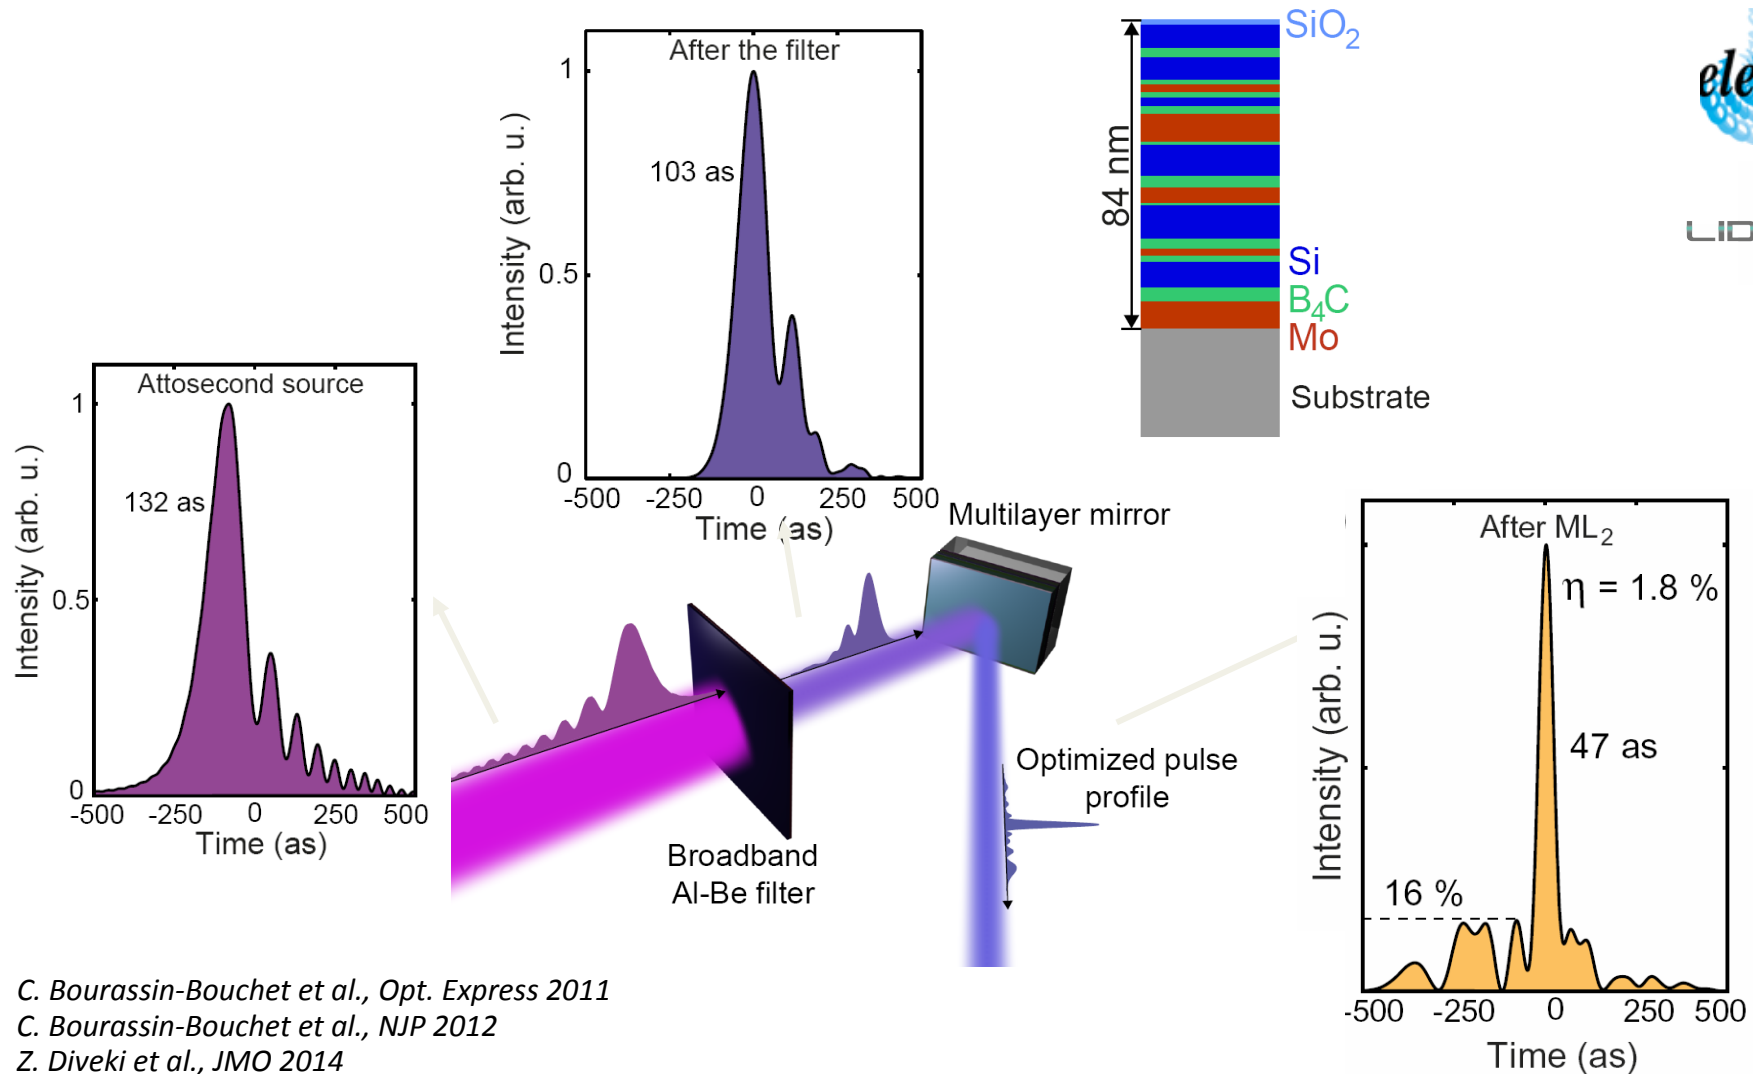 After the filter
1
103 as
0.5
0
-500 -250 0 250 500
Time (as)
Intensity (arb. u.)
SiO2
84 nm
Si
B4C
Mo
Substrate
Attosecond source
1
132 as
0.5
0
-500 -250 0 250 500
Time (as)
Intensity (arb. u.)
Multilayer mirror
Broadband
Al-Be filter
Optimized pulse
profile
After ML2
η = 1.8 %
47 as
16 %
-500 -250 0 250 500
Time (as)
Intensity (arb. u.)
C. Bourassin-Bouchet et al., Opt. Express 2011
C. Bourassin-Bouchet et al., NJP 2012
Z. Diveki et al., JMO 2014